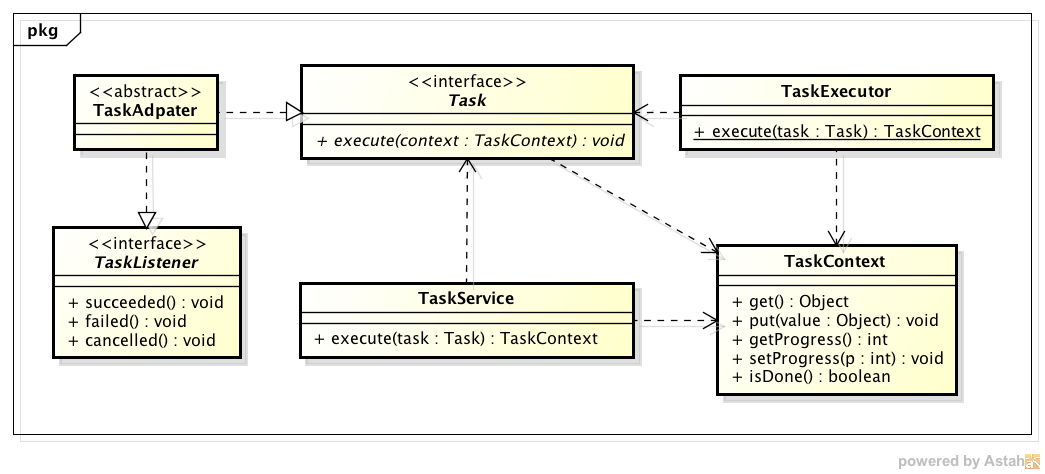 pkg
<<abstract>>
TaskAdpater
<<interface>>
Task
+ execute(context : TaskContext) : void
TaskExecutor
+ execute(task : Task) : TaskContext
<<interface>>
TaskListener
+ succeeded() : void
+ failed() : void
+ cancelled() : void
TaskService
+ execute(task : Task) : TaskContext
TaskContext
+ get() : Object
+ put(value : Object) : void
+ getProgress() : int
+ setProgress(p : int) : void
+ isDone() : boolean
powered by Astah